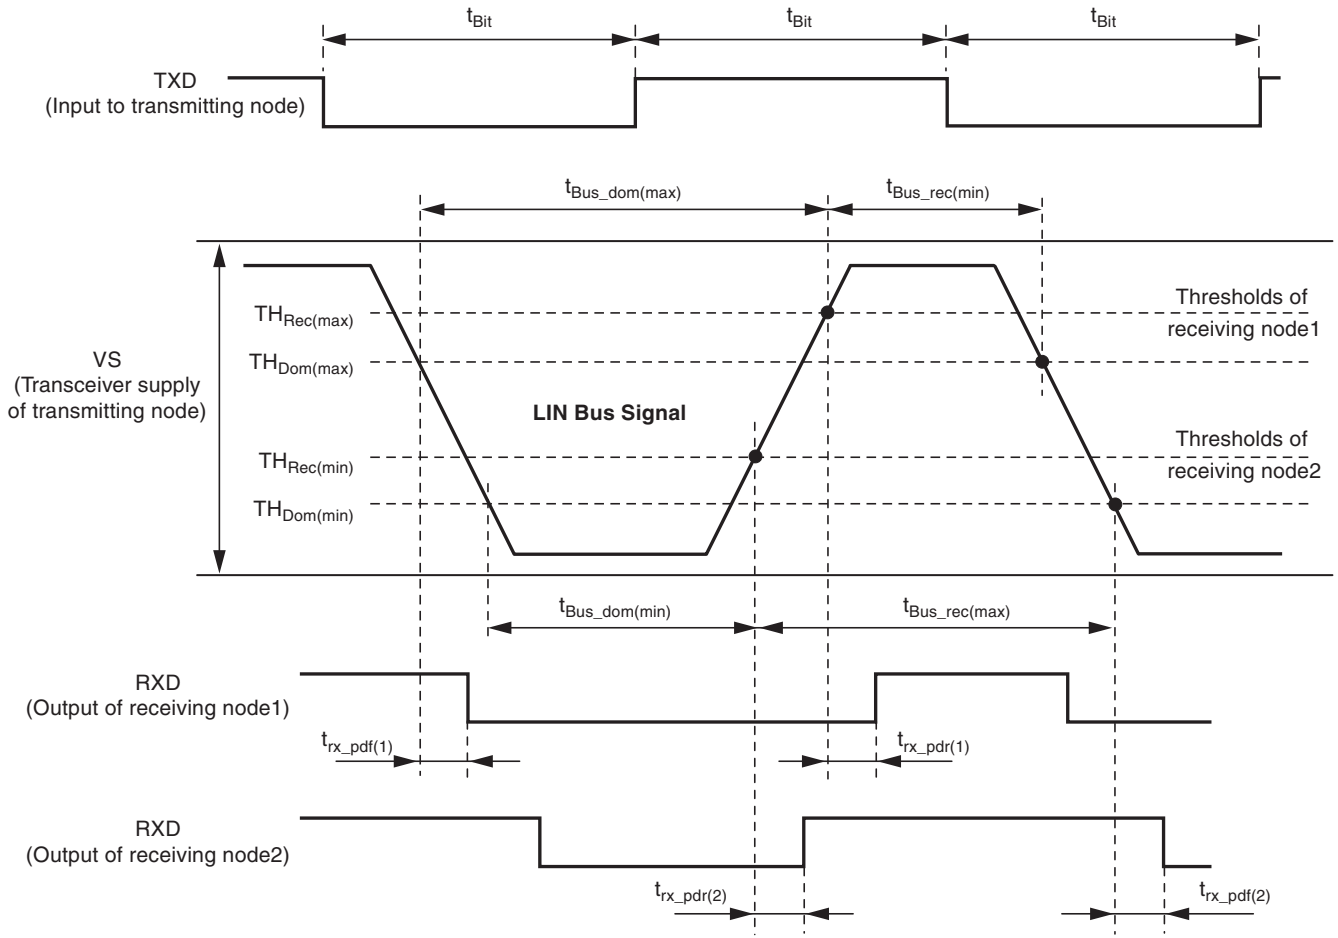 tBit tBit tBit
TXD
(Input to transmitting node)
tBus_dom(max) tBus_rec(min)
THRec(max)
Thresholds of
receiving node1
THDom(max)
VS
(Transceiver supply
of transmitting node)
LIN Bus Signal
THRec(min)
Thresholds of
receiving node2
THDom(min)
tBus_dom(min) tBus_rec(max)
RXD
(Output of receiving node1)
trx_pdf(1) trx_pdr(1)
RXD
(Output of receiving node2)
trx_pdr(2) trx_pdf(2)